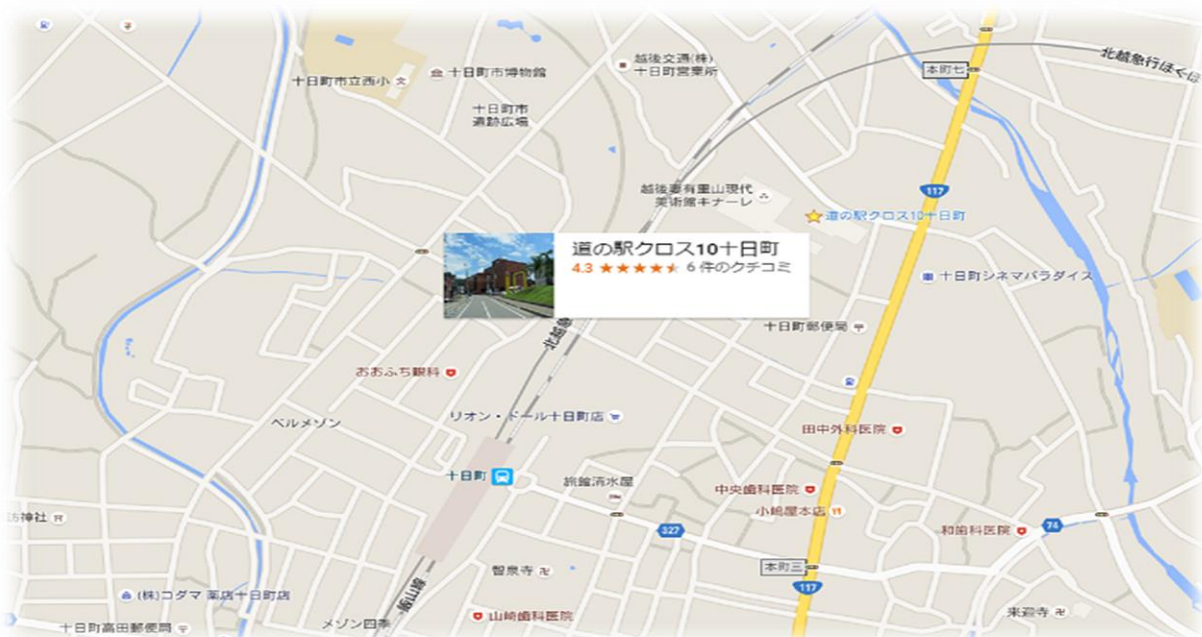 越後交通(株)
十日町営業所
北越急行ほくほ
本町七
十日町市博物館
十日町市立西小
十日町市
遺跡広場
越後妻有里山現代
美術館キナーレ
117
道の駅クロス10十日町
道の駅クロス10十日町
4.3 6 件のクチコミ
十日町シネマパラダイス
十日町郵便局
北越急
おおぶち眼科
リオン・ドール十日町店
ベルメゾン
田中外科医院
十日町
旅館清水屋
中央歯科医院
小嶋屋本店
訪神社
327
和歯科医院
74
本町三
智泉寺
117
飯山線
(株)コダマ 薬店十日町店
山崎歯科医院
来迎寺
十日町高田郵便局
メゾン四季